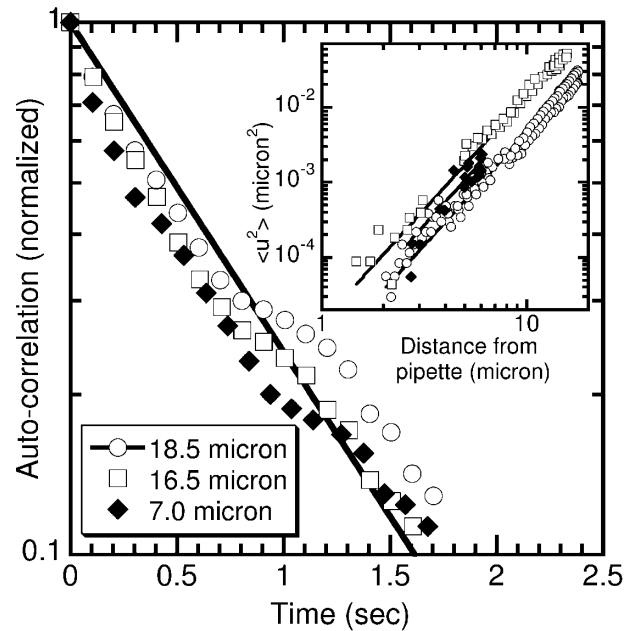 Auto-correlation (normalized)
1
0.1
0 0.5 1 1.5 2 2.5
Time (sec)
18.5 micron
16.5 micron
7.0 micron
<u²> (micron²)
10⁻²
10⁻³
10⁻⁴
1 10
Distance from
pipette (micron)